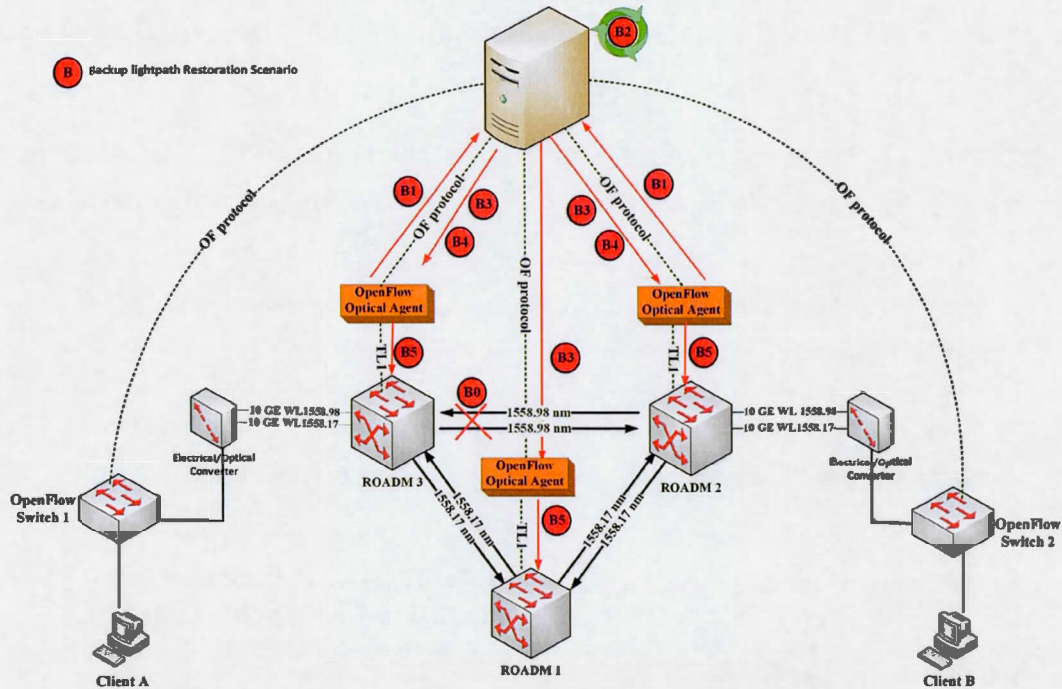 B2
B Backup lightpath Restoration Scenario
B1
B3
B4
B3
B4
B1
OF protocol
OF protocol
OF protocol
OF protocol
OF protocol
OpenFlow
Optical Agent
OpenFlow
Optical Agent
TL1
B5
B3
TL1
B5
B0
10 GE WL1558.98
10 GE WL1558.17
1558.98 nm
1558.98 nm
10 GE WL 1558.98
10 GE WL 1558.17
Electrical/Optical
Converter
Electrical/Optical
Converter
ROADM 3
OpenFlow
Optical Agent
ROADM 2
OpenFlow
Switch 1
OpenFlow
Switch 2
1558.17 nm
1558.17 nm
TL1
B5
1558.17 nm
1558.17 nm
ROADM 1
Client A
Client B